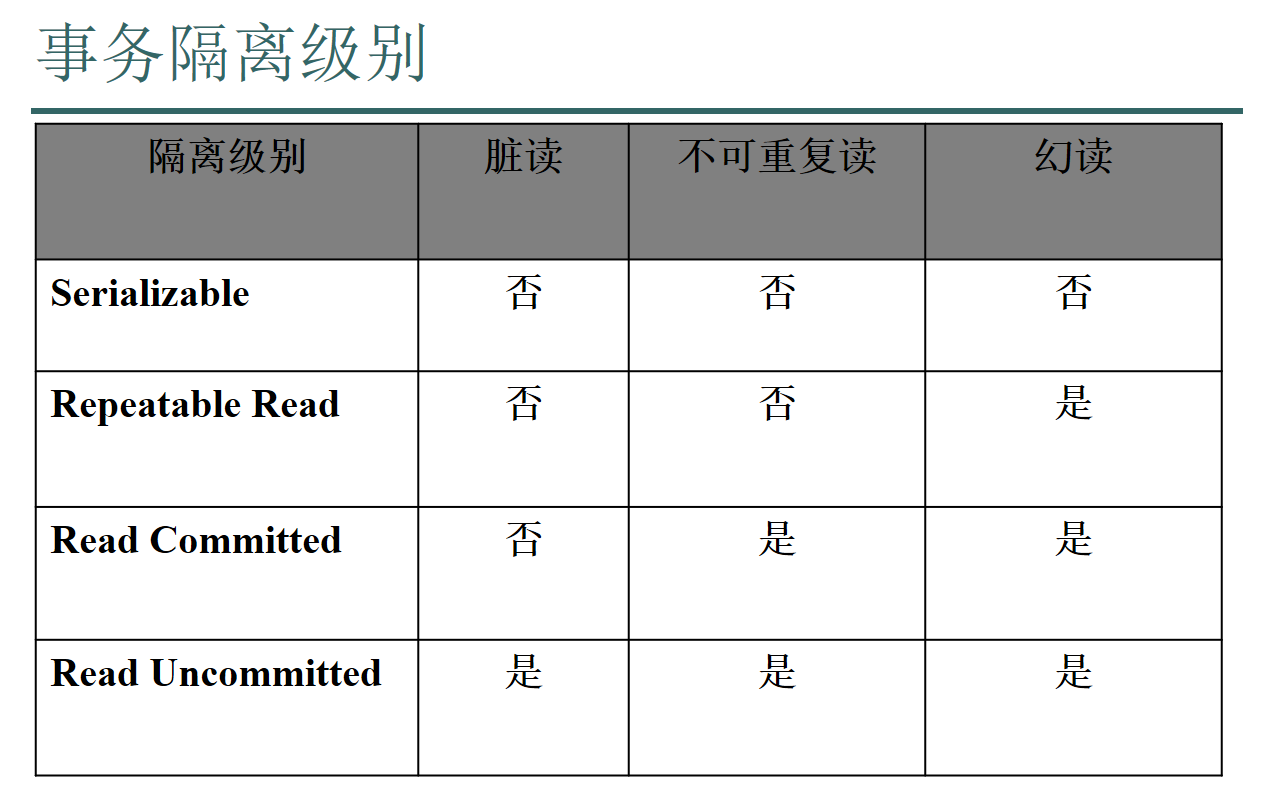 事务隔离级别
隔离级别 脏读 不可重复读 幻读
Serializable 否 否 否
Repeatable Read 否 否 是
Read Committed 否 是 是
Read Uncommitted 是 是 是